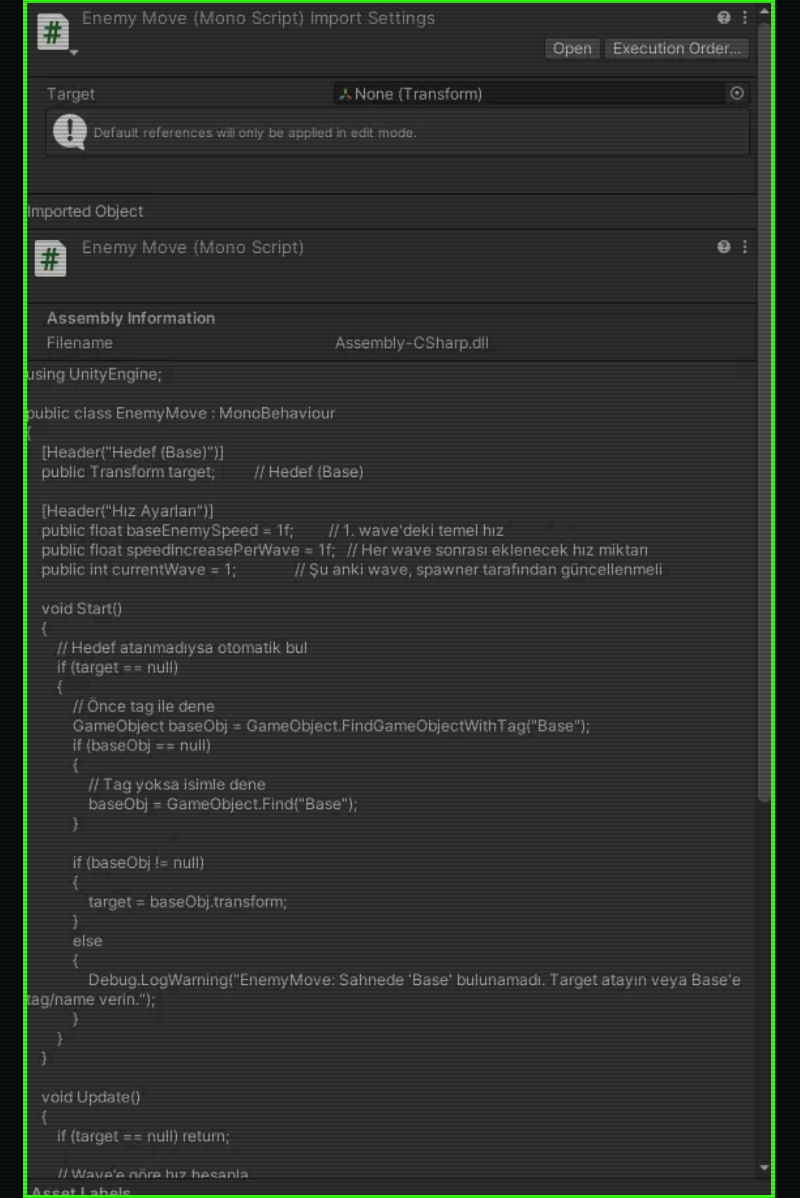 Enemy Move (Mono Script) Import Settings
Open Execution Order...
Target None (Transform)
Default references will only be applied in edit mode.
Imported Object
Enemy Move (Mono Script)
Assembly Information
Filename Assembly-CSharp.dll
using UnityEngine;
public class EnemyMove : MonoBehaviour
{
[Header("Hedef (Base)")]
public Transform target; // Hedef (Base)
[Header("Hız Ayarları")]
public float baseEnemySpeed = 1f; // 1. wave'deki temel hız
public float speedIncreasePerWave = 1f; // Her wave sonrası eklenecek hız miktarı
public int currentWave = 1; // Şu anki wave, spawner tarafından güncellenmeli
void Start()
{
// Hedef atanmadıysa otomatik bul
if (target == null)
{
// Önce tag ile dene
GameObject baseObj = GameObject.FindGameObjectWithTag("Base");
if (baseObj == null)
{
// Tag yoksa isimle dene
baseObj = GameObject.Find("Base");
}
if (baseObj != null)
{
target = baseObj.transform;
}
else
{
Debug.LogWarning("EnemyMove: Sahnede 'Base' bulunamadı. Target atayın veya Base'e
tag/name verin.");
}
}
}
void Update()
{
if (target == null) return;
// Wave'e göre hız hesapla
Asset Labels